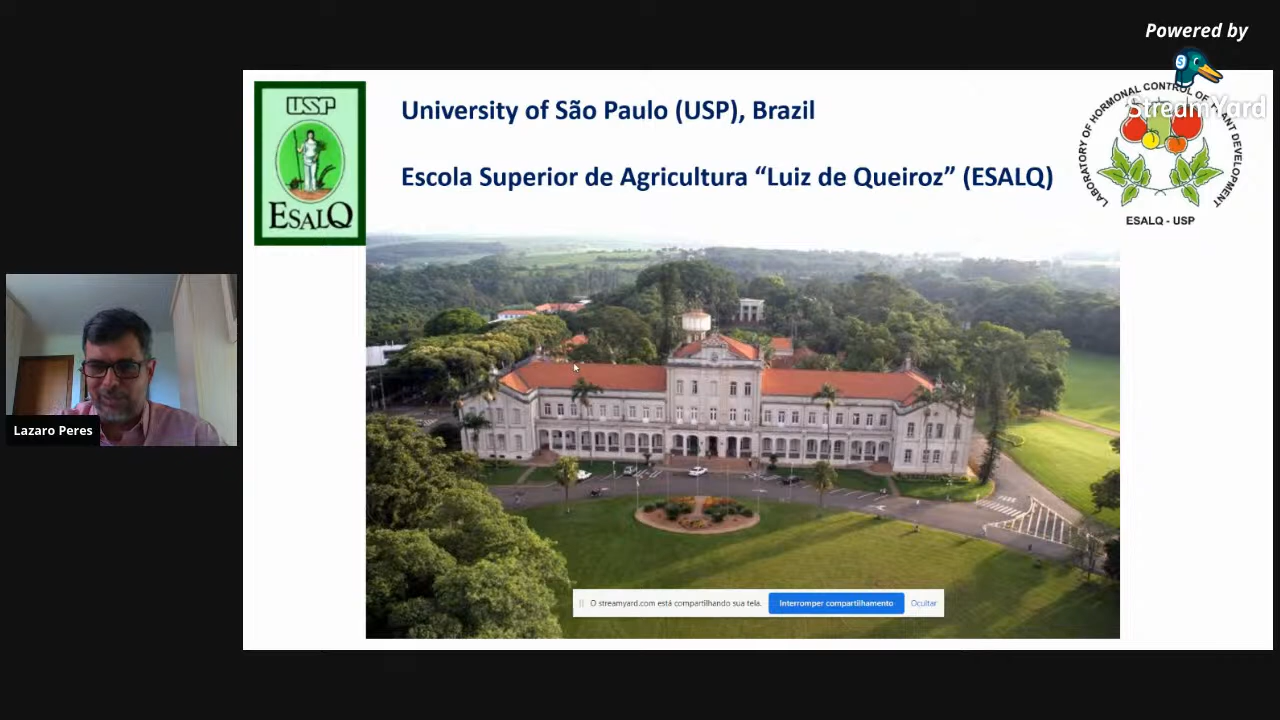 Powered by
StreamYard
USP
ESALQ
University of São Paulo (USP), Brazil
Escola Superior de Agricultura “Luiz de Queiroz” (ESALQ)
LABORATORY OF HORMONAL CONTROL OF PLANT DEVELOPMENT
ESALQ - USP
Lazaro Peres
O streamyard.com está compartilhando sua tela. Interromper compartilhamento Ocultar